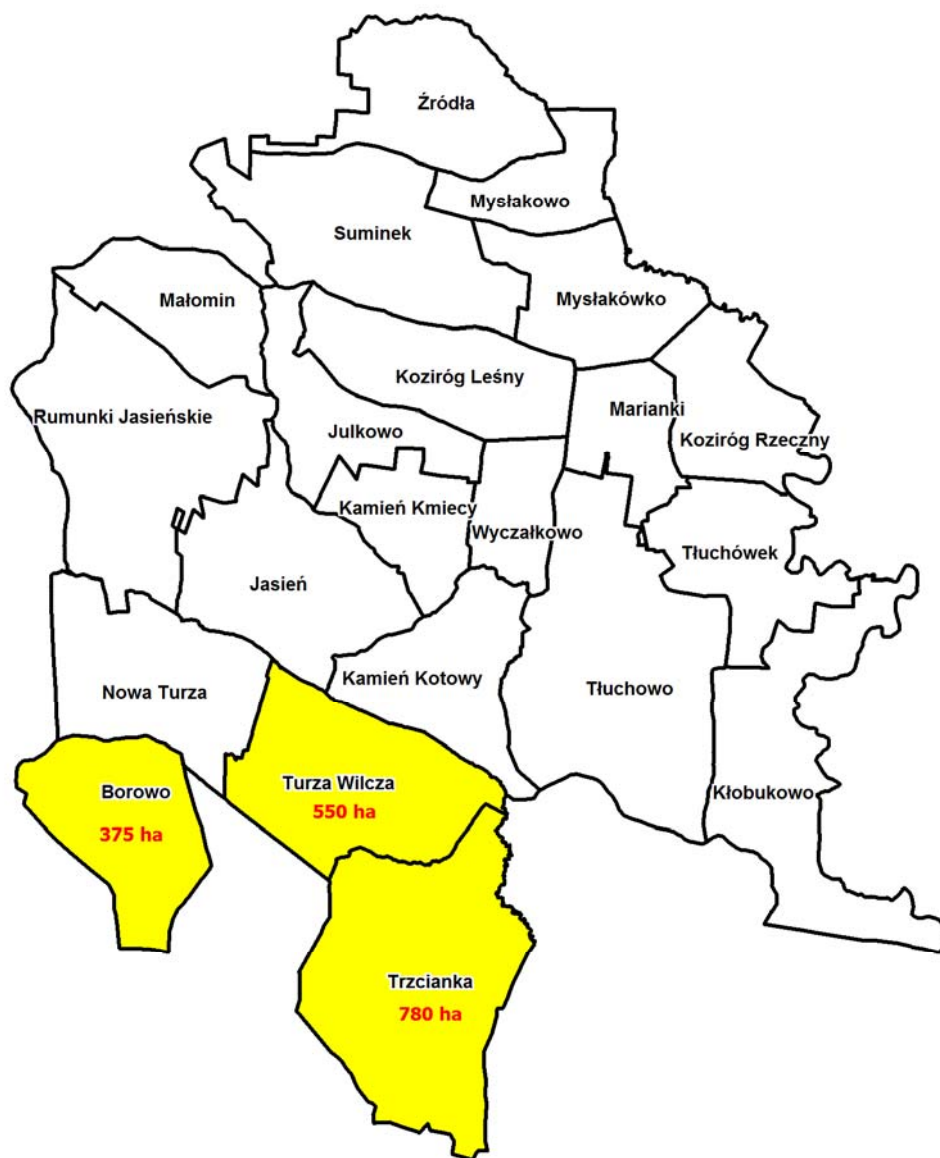 Źródła
Mysłakowo
Suminek
Małomin
Mysłakówko
Koziróg Leśny
Rumunki Jasieńskie
Marianki
Julkowo
Koziróg Rzeczny
Kamień Kmiecy
Wyczałkowo
Tłuchówek
Jasień
Kamień Kotowy
Tłuchowo
Nowa Turza
Borowo
375 ha
Turza Wilcza
550 ha
Kłobukowo
Trzcianka
780 ha